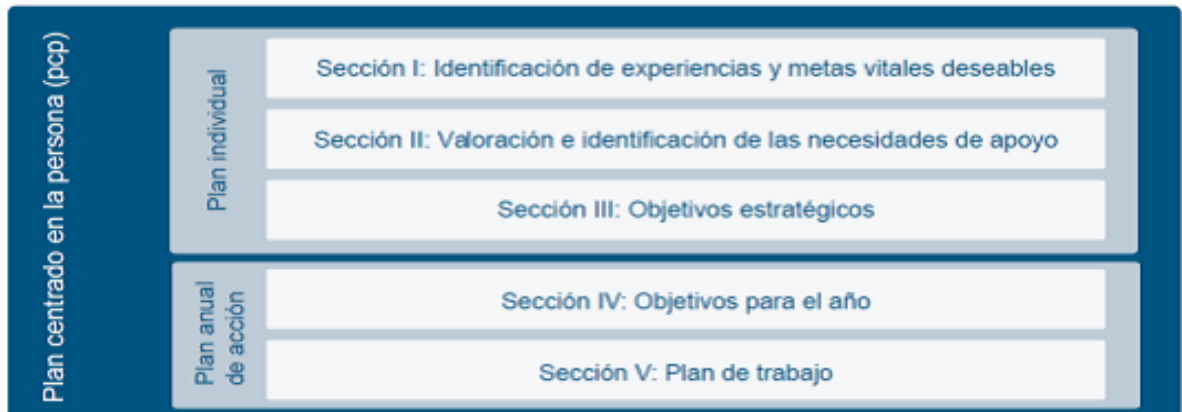 Plan centrado en la persona (pcp)
Plan individual
Sección I: Identificación de experiencias y metas vitales deseables
Sección II: Valoración e identificación de las necesidades de apoyo
Sección III: Objetivos estratégicos
Plan anual
de acción
Sección IV: Objetivos para el año
Sección V: Plan de trabajo